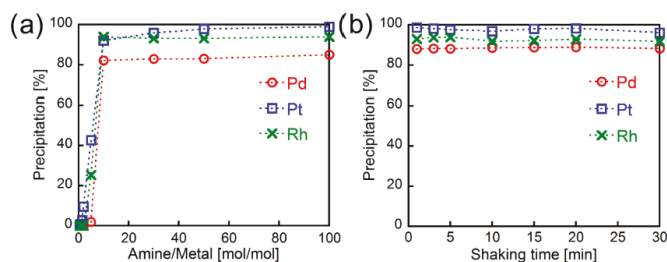 (a)
Precipitation [%]
100
80
60
40
20
0
Pd
Pt
Rh
0 20 40 60 80 100
Amine/Metal [mol/mol]
(b)
Precipitation [%]
100
80
60
40
20
0
Pd
Pt
Rh
0 5 10 15 20 25 30
Shaking time [min]